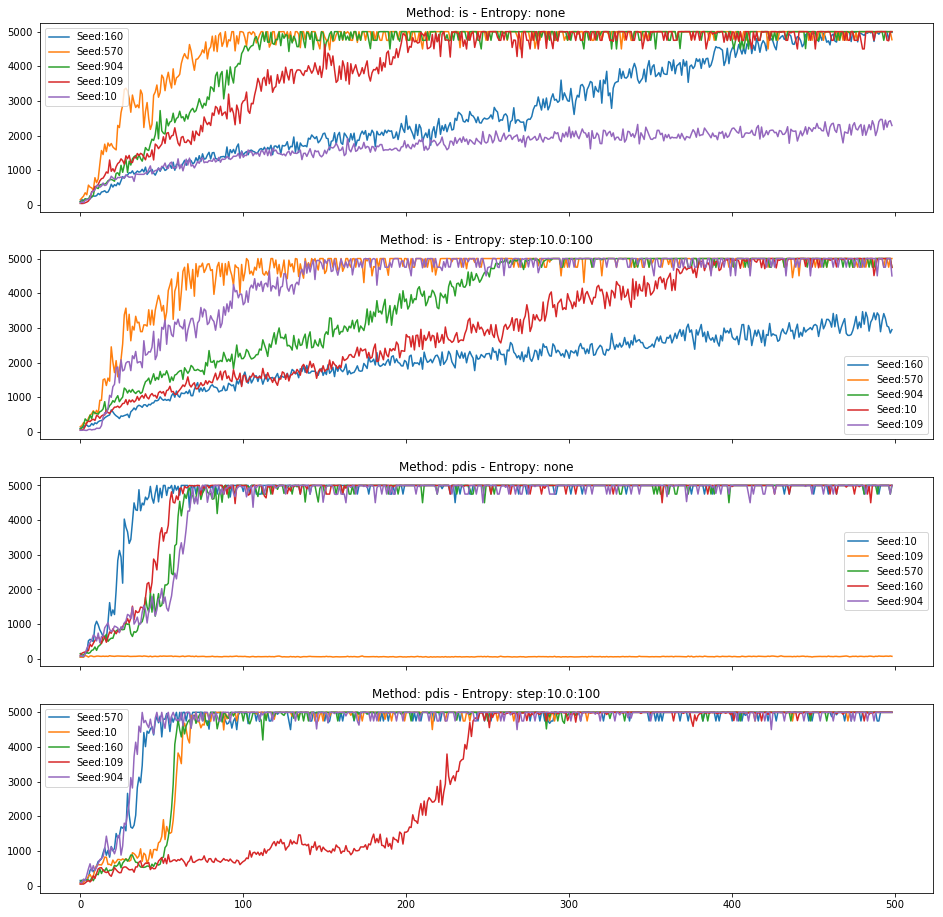 Method: is - Entropy: none
5000
4000
3000
2000
1000
0
Seed:160
Seed:570
Seed:904
Seed:109
Seed:10
Method: is - Entropy: step:10.0:100
5000
4000
3000
2000
1000
0
Seed:160
Seed:570
Seed:904
Seed:10
Seed:109
Method: pdis - Entropy: none
5000
4000
3000
2000
1000
0
Seed:10
Seed:109
Seed:570
Seed:160
Seed:904
Method: pdis - Entropy: step:10.0:100
5000
4000
3000
2000
1000
0
Seed:570
Seed:10
Seed:160
Seed:109
Seed:904
0 100 200 300 400 500